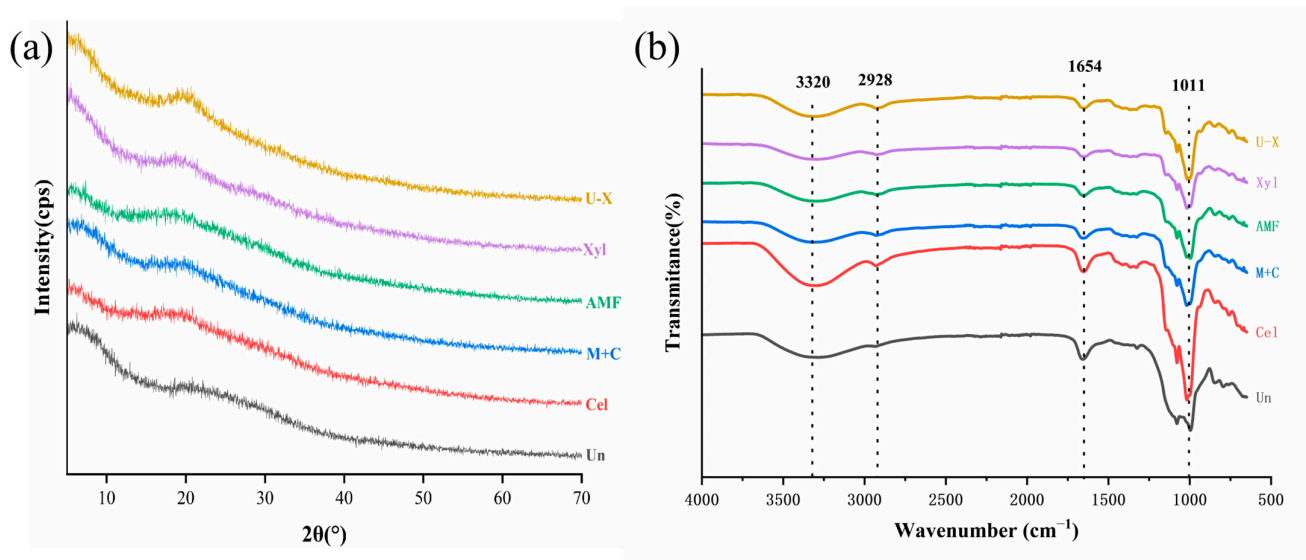 (a)
Intensity(cps)
U-X
Xyl
AMF
M+C
Cel
Un
10 20 30 40 50 60 70
2θ(°)
(b)
3320 2928 1654 1011
Transmitance(%)
U-X
Xyl
AMF
M+C
Cel
Un
4000 3500 3000 2500 2000 1500 1000 500
Wavenumber (cm⁻¹)